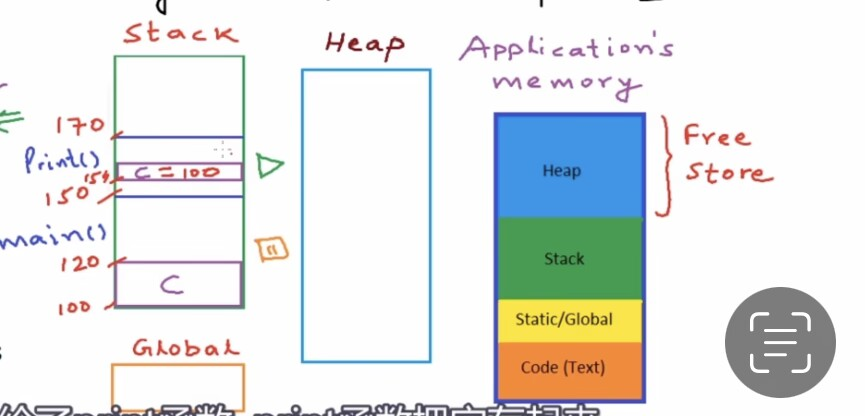 Stack
Heap
Application's
memory
170
Print()
154
C = 100
150
main()
120
C
100
Global
Heap
Stack
Static/Global
Code (Text)
Free
Store